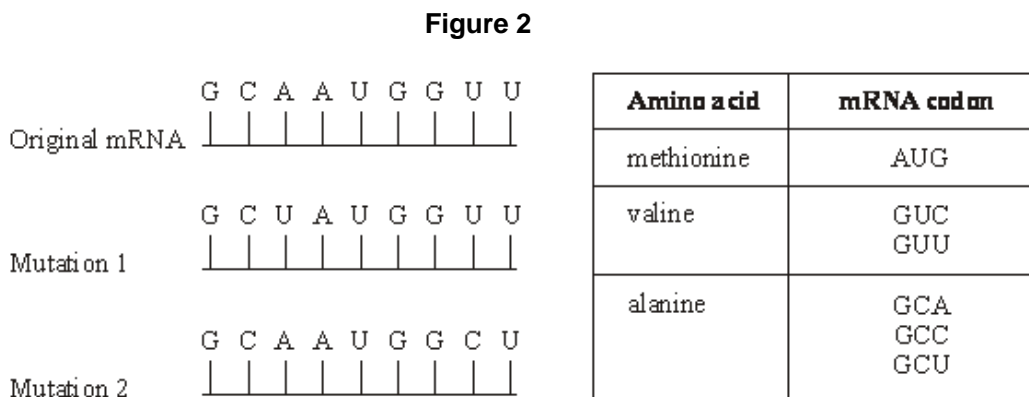 Figure 2
G C A A U G G U U
Original mRNA
G C U A U G G U U
Mutation 1
G C A A U G G C U
Mutation 2
Amino acid mRNA codon
methionine AUG
valine GUC
GUU
alanine GCA
GCC
GCU